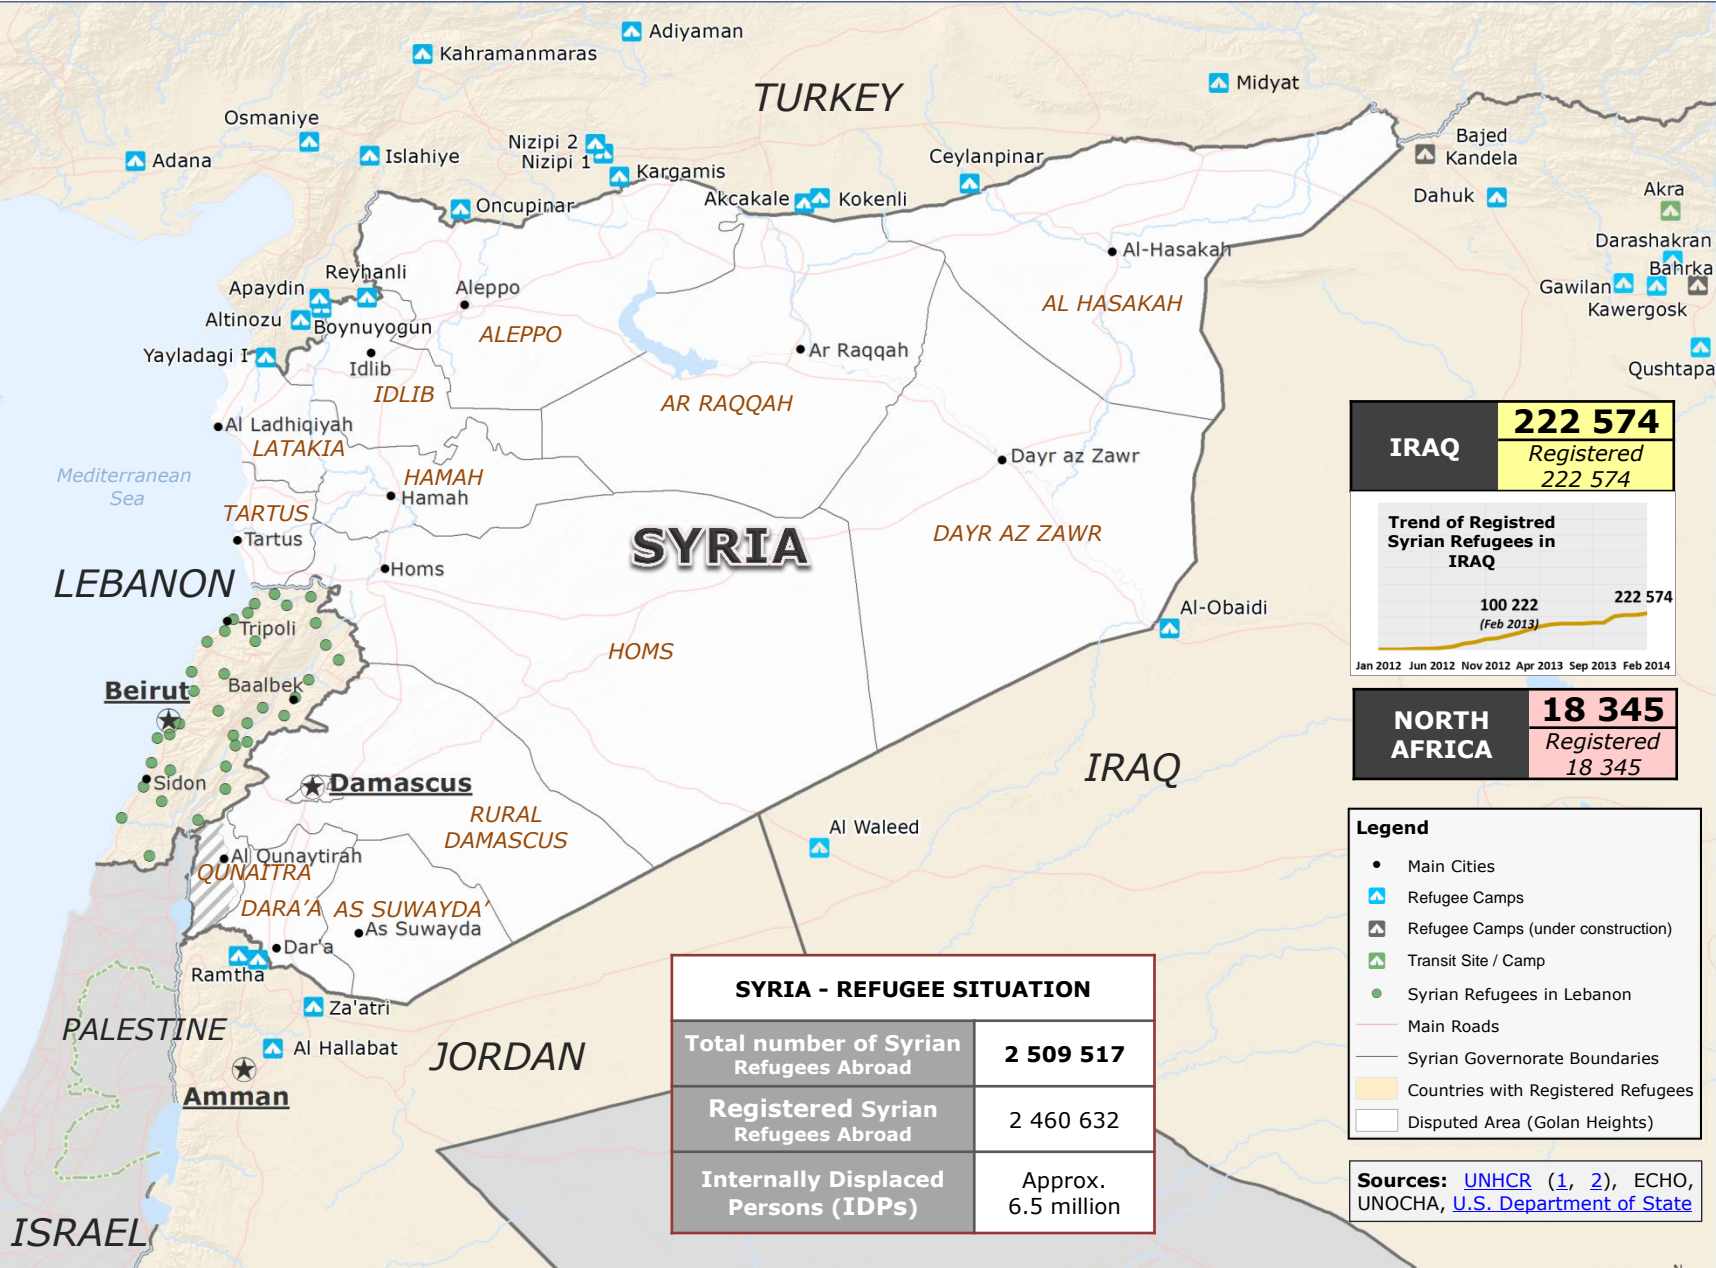 Adiyaman
Kahramanmaras
TURKEY
Midyat
Osmaniye
Adana
Islahiye
Nizipi 2
Nizipi 1
Kargamis
Ceylanpinar
Bajed
Kandela
Oncupinar
Akcakale
Kokenli
Dahuk
Akra
Darashakran
Bahrka
Gawilan
Kawergosk
Qushtapa
Al-Hasakah
AL HASAKAH
Reyhanli
Apaydin
Altinozu
Boynuyogun
Yayladagi I
Aleppo
ALEPPO
Idlib
IDLIB
Ar Raqqah
AR RAQQAH
Al Ladhiqiyah
LATAKIA
Mediterranean
Sea
HAMAH
Hamah
TARTUS
Tartus
Dayr az Zawr
DAYR AZ ZAWR
SYRIA
Homs
HOMS
LEBANON
Tripoli
Al-Obaidi
Beirut
Baalbek
Sidon
Damascus
RURAL
DAMASCUS
IRAQ
Al Waleed
Al Qunaytirah
QUNAITRA
DARA'A
AS SUWAYDA'
As Suwayda
Dar'a
Ramtha
Za'atri
PALESTINE
Al Hallabat
JORDAN
Amman
ISRAEL
IRAQ
222 574
Registered
222 574
Trend of Registred
Syrian Refugees in
IRAQ
100 222
(Feb 2013)
222 574
Jan 2012 Jun 2012 Nov 2012 Apr 2013 Sep 2013 Feb 2014
NORTH
AFRICA
18 345
Registered
18 345
Legend
Main Cities
Refugee Camps
Refugee Camps (under construction)
Transit Site / Camp
Syrian Refugees in Lebanon
Main Roads
Syrian Governorate Boundaries
Countries with Registered Refugees
Disputed Area (Golan Heights)
Sources: UNHCR (1, 2), ECHO,
UNOCHA, U.S. Department of State
SYRIA - REFUGEE SITUATION
Total number of Syrian
Refugees Abroad
2 509 517
Registered Syrian
Refugees Abroad
2 460 632
Internally Displaced
Persons (IDPs)
Approx.
6.5 million